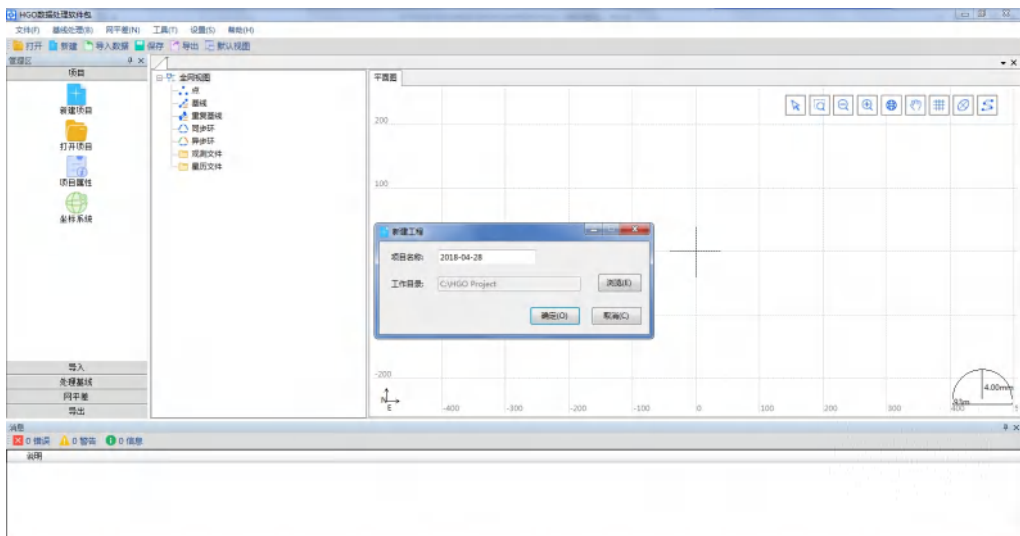 HGO数据处理软件包
文件(F) 基线处理(B) 网平差(N) 工具(T) 设置(S) 帮助(H)
打开 新建 导入数据 保存 导出 默认视图
管理区
项目
新建项目
打开项目
项目属性
坐标系统
导入
处理基线
网平差
导出
全网视图
点
基线
重复基线
同步环
异步环
观测文件
星历文件
平面图
200
100
-200
N
E
-400 -300 -200 -100 0 100 200 300 400
4.00mm
93m
新建工程
项目名称: 2018-04-28
工作目录: C:\HGO Project 浏览(E)
确定(O) 取消(C)
消息
0 错误 0 警告 0 信息
说明